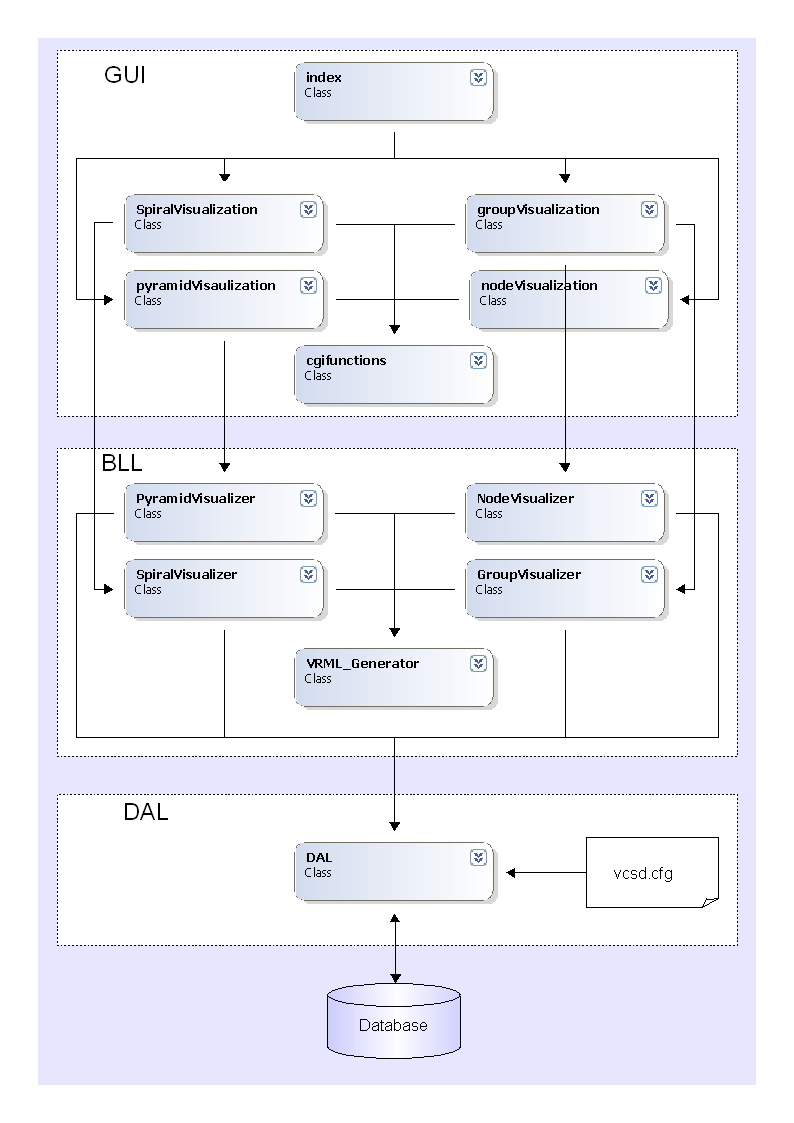 GUI
index
Class
SpiralVisualization
Class
groupVisualization
Class
pyramidVisaulization
Class
nodeVisualization
Class
cgifunctions
Class
BLL
PyramidVisualizer
Class
NodeVisualizer
Class
SpiralVisualizer
Class
GroupVisualizer
Class
VRML_Generator
Class
DAL
DAL
Class
vcsd.cfg
Database